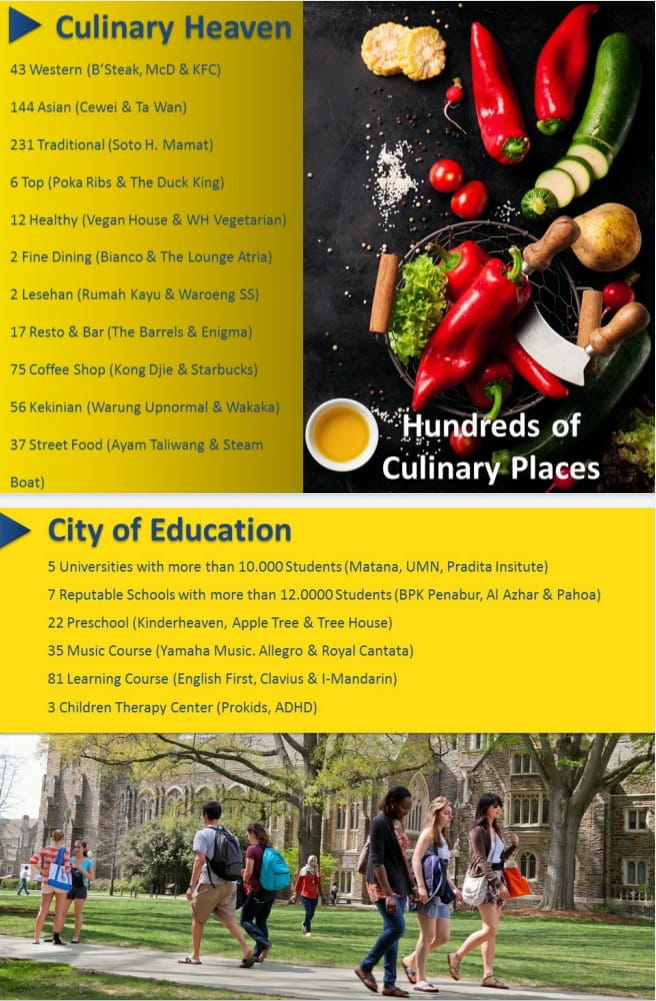 Culinary Heaven
43 Western (B'Steak, McD & KFC)
144 Asian (Cewei & Ta Wan)
231 Traditional (Soto H. Mamat)
6 Top (Poka Ribs & The Duck King)
12 Healthy (Vegan House & WH Vegetarian)
2 Fine Dining (Bianco & The Lounge Atria)
2 Lesehan (Rumah Kayu & Waroeng SS)
17 Resto & Bar (The Barrels & Enigma)
75 Coffee Shop (Kong Djie & Starbucks)
56 Kekinian (Warung Upnormal & Wakaka)
37 Street Food (Ayam Taliwang & Steam
Boat)
Hundreds of
Culinary Places
City of Education
5 Universities with more than 10.000 Students (Matana, UMN, Pradita Insitute)
7 Reputable Schools with more than 12.0000 Students (BPK Penabur, Al Azhar & Pahoa)
22 Preschool (Kinderheaven, Apple Tree & Tree House)
35 Music Course (Yamaha Music. Allegro & Royal Cantata)
81 Learning Course (English First, Clavius & I-Mandarin)
3 Children Therapy Center (Prokids, ADHD)